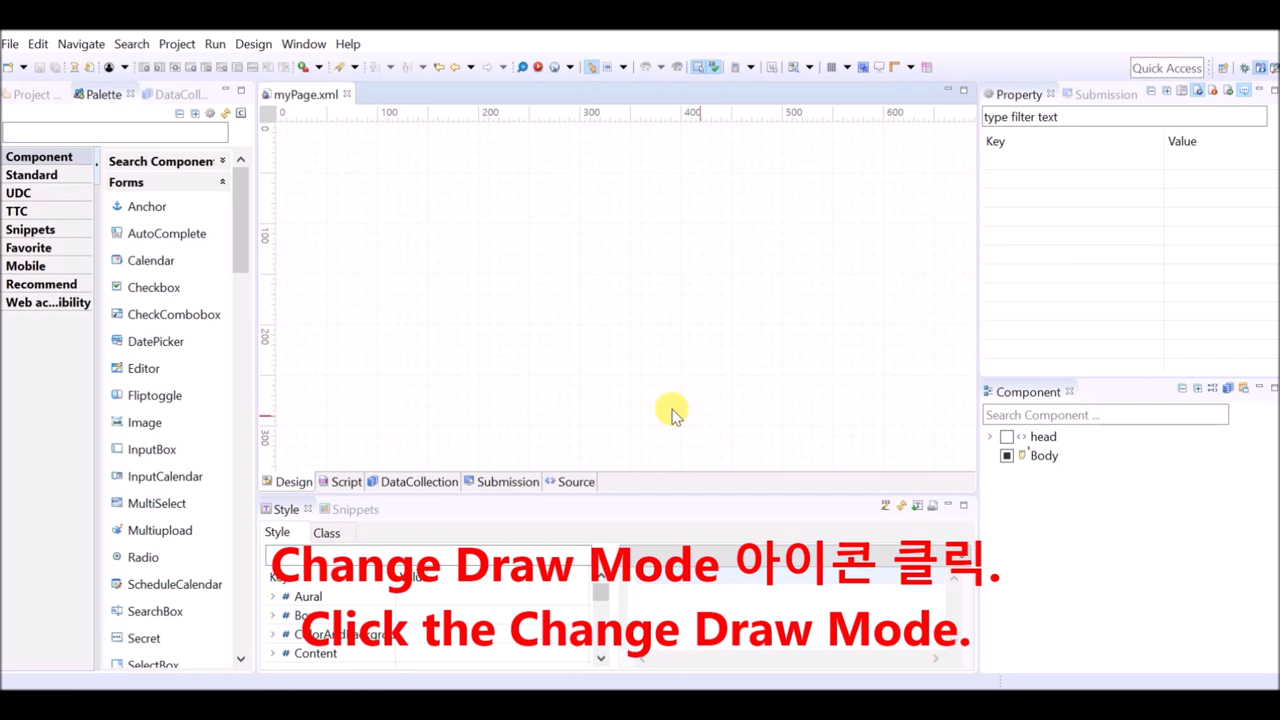 File Edit Navigate Search Project Run Design Window Help
Quick Access
Project ... Palette DataColl...
myPage.xml
Property Submission
0 100 200 300 400 500 600
type filter text
Key Value
Component
Standard
UDC
TTC
Snippets
Favorite
Mobile
Recommend
Web ac...ibility
Search Component
Forms
Anchor
AutoComplete
Calendar
Checkbox
CheckCombobox
DatePicker
Editor
Fliptoggle
Image
InputBox
InputCalendar
MultiSelect
Multiupload
Radio
ScheduleCalendar
SearchBox
Secret
SelectBox
0
100
200
300
Component
Search Component ...
head
Body
Design Script DataCollection Submission Source
Style Snippets
Style Class
Aural
Content
Change Draw Mode 아이콘 클릭.
Click the Change Draw Mode.